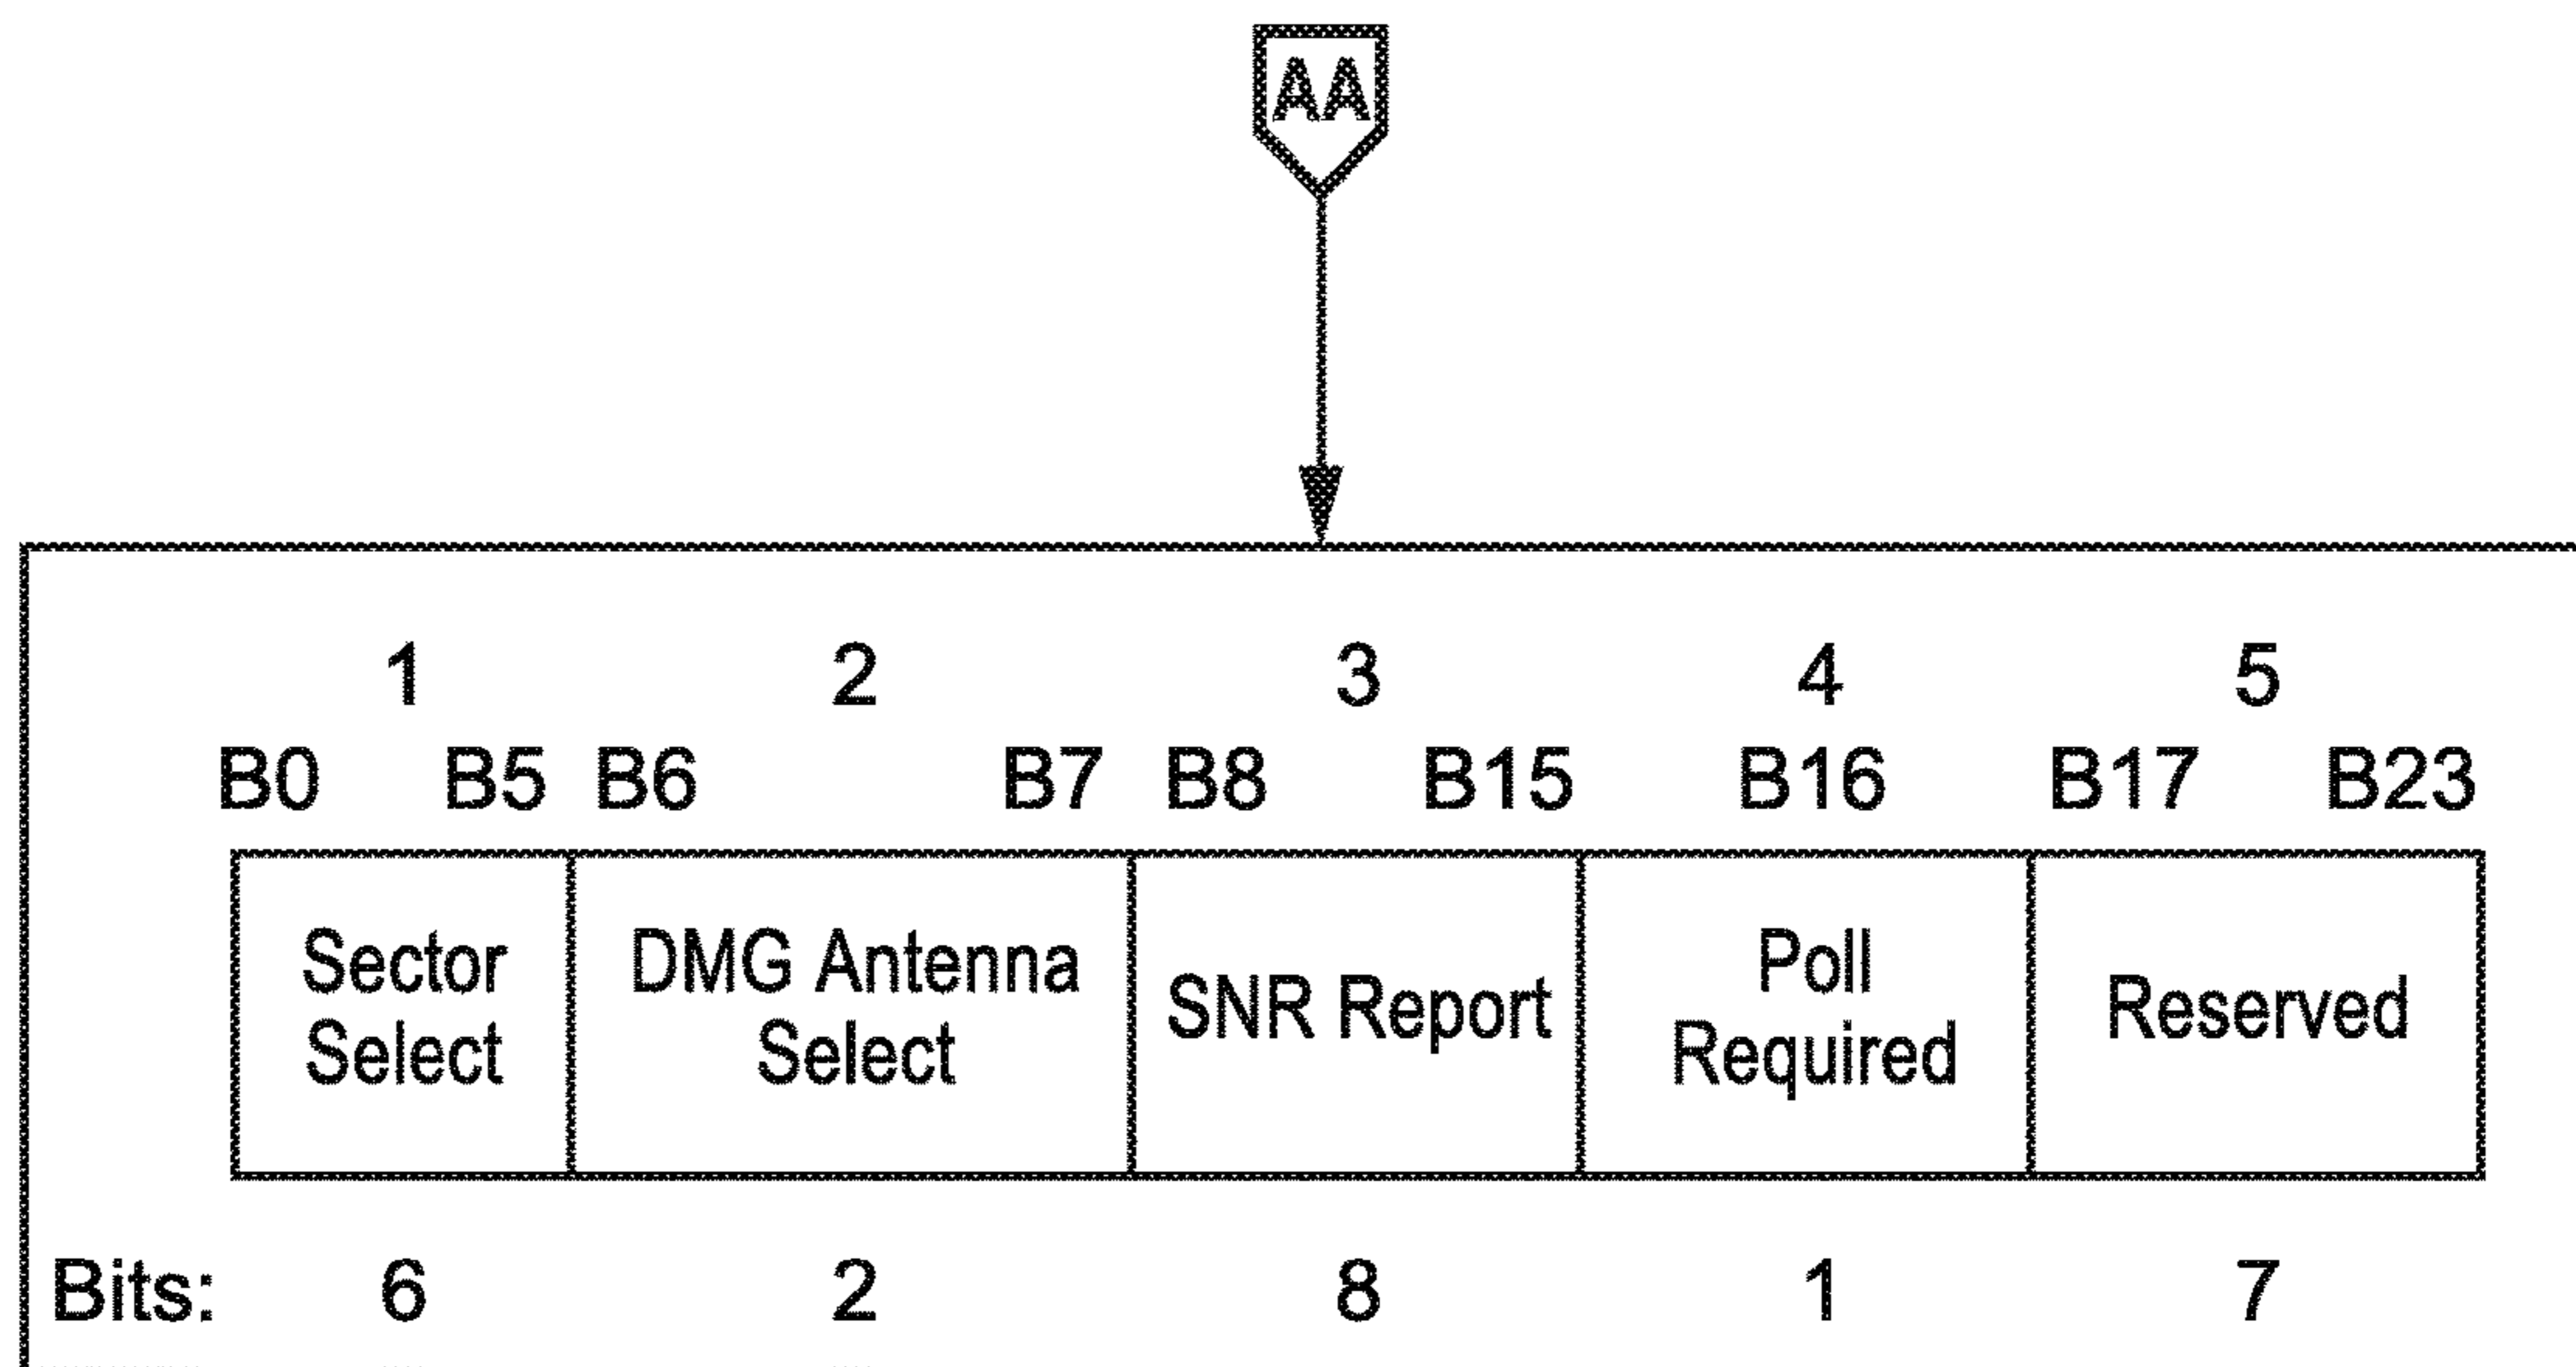 AA
1 2 3 4 5
B0 B5 B6 B7 B8 B15 B16 B17 B23
Sector Select
DMG Antenna Select
SNR Report
Poll Required
Reserved
Bits: 6 2 8 1 7